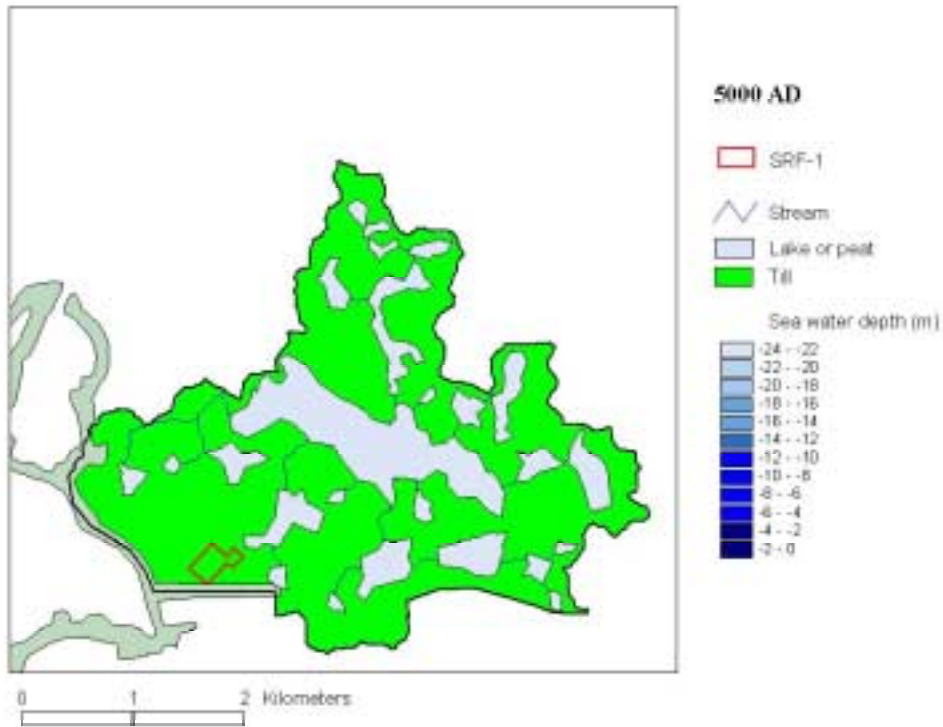 5000 AD
SRF-1
Stream
Lake or peat
Till
Sea water depth (m)
-24 - -22
-22 - -20
-20 - -18
-18 - -16
-16 - -14
-14 - -12
-12 - -10
-10 - -8
-8 - -6
-6 - -4
-4 - -2
-2 - 0
0 1 2 Kilometers